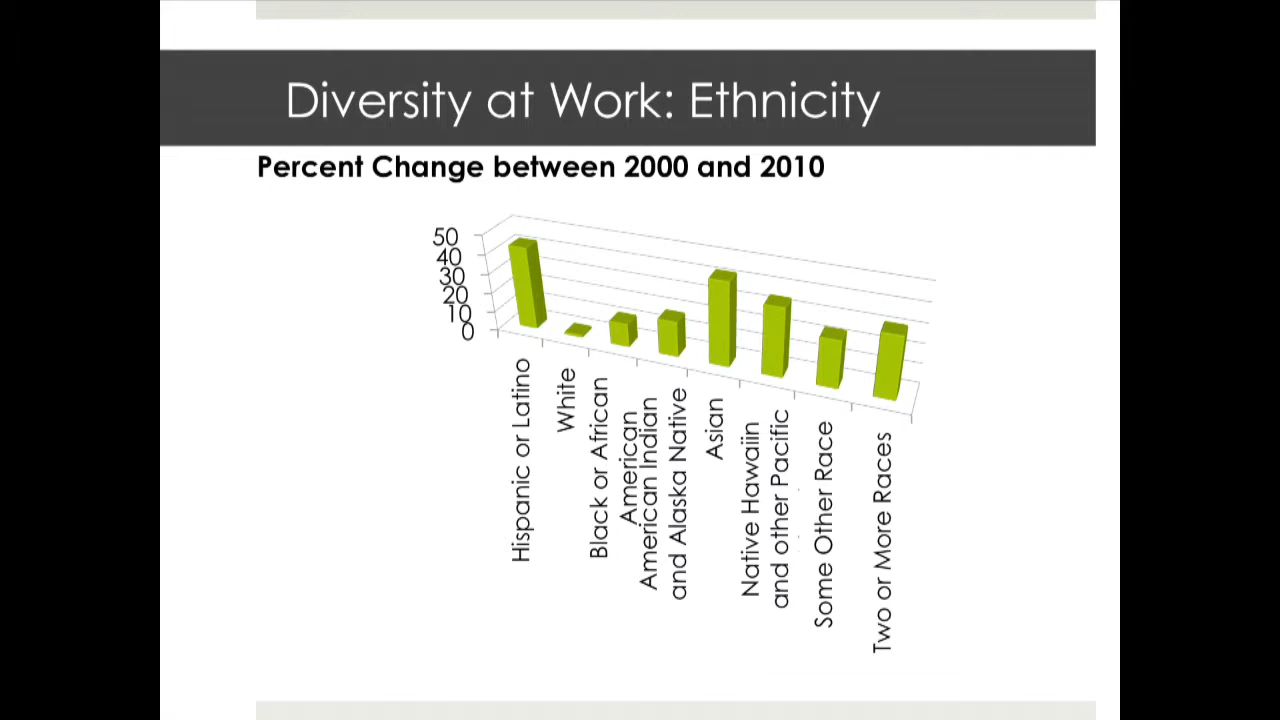 Diversity at Work: Ethnicity
Percent Change between 2000 and 2010
50
40
30
20
10
0
Hispanic or Latino
White
Black or African
American
American Indian
and Alaska Native
Asian
Native Hawaiin
and other Pacific
Some Other Race
Two or More Races